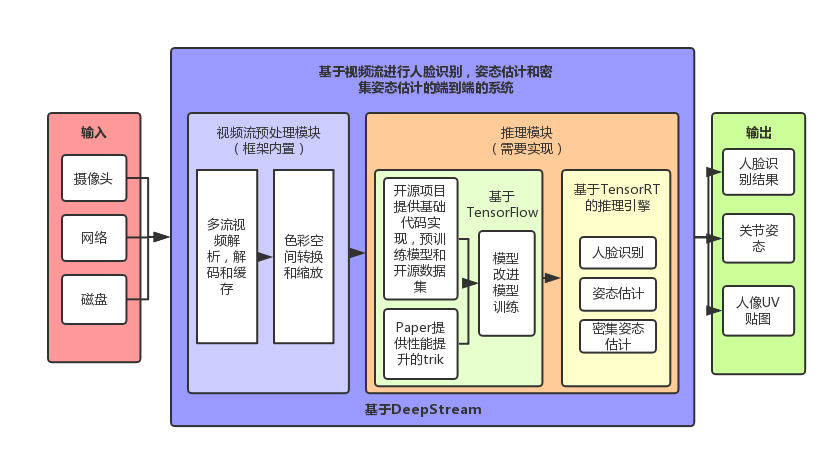 基于视频流进行人脸识别，姿态估计和密
集姿态估计的端到端的系统
输入
摄像头
网络
磁盘
视频流预处理模块
（框架内置）
多流视
频解
析，解
码和缓
存
色彩空
间转换
和缩放
推理模块
（需要实现）
开源项目
提供基础
代码实
现，预训
练模型和
开源数据
集
Paper提
供性能提
升的trik
基于
TensorFlow
模型
改进
模型
训练
基于TensorRT
的推理引擎
人脸识别
姿态估计
密集姿态
估计
基于DeepStream
输出
人脸识
别结果
关节姿
态
人像UV
贴图